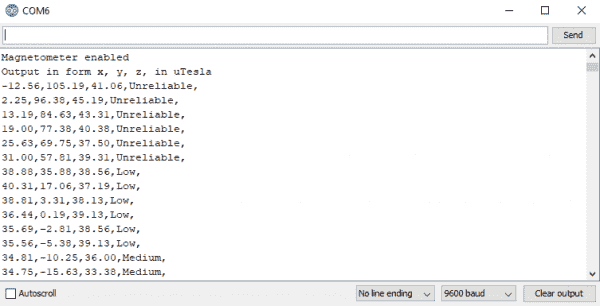 COM6
Send
Magnetometer enabled
Output in form x, y, z, in uTesla
-12.56,105.19,41.06,Unreliable,
2.25,96.38,45.19,Unreliable,
13.19,84.63,43.31,Unreliable,
19.00,77.38,40.38,Unreliable,
25.63,69.75,37.50,Unreliable,
31.00,57.81,39.31,Unreliable,
38.88,35.88,38.56,Low,
40.31,17.06,37.19,Low,
38.81,3.31,38.13,Low,
36.44,0.19,39.13,Low,
35.69,-2.81,38.56,Low,
35.56,-5.38,39.13,Low,
34.81,-10.25,36.00,Medium,
34.75,-15.63,33.38,Medium,
Autoscroll No line ending 9600 baud Clear output